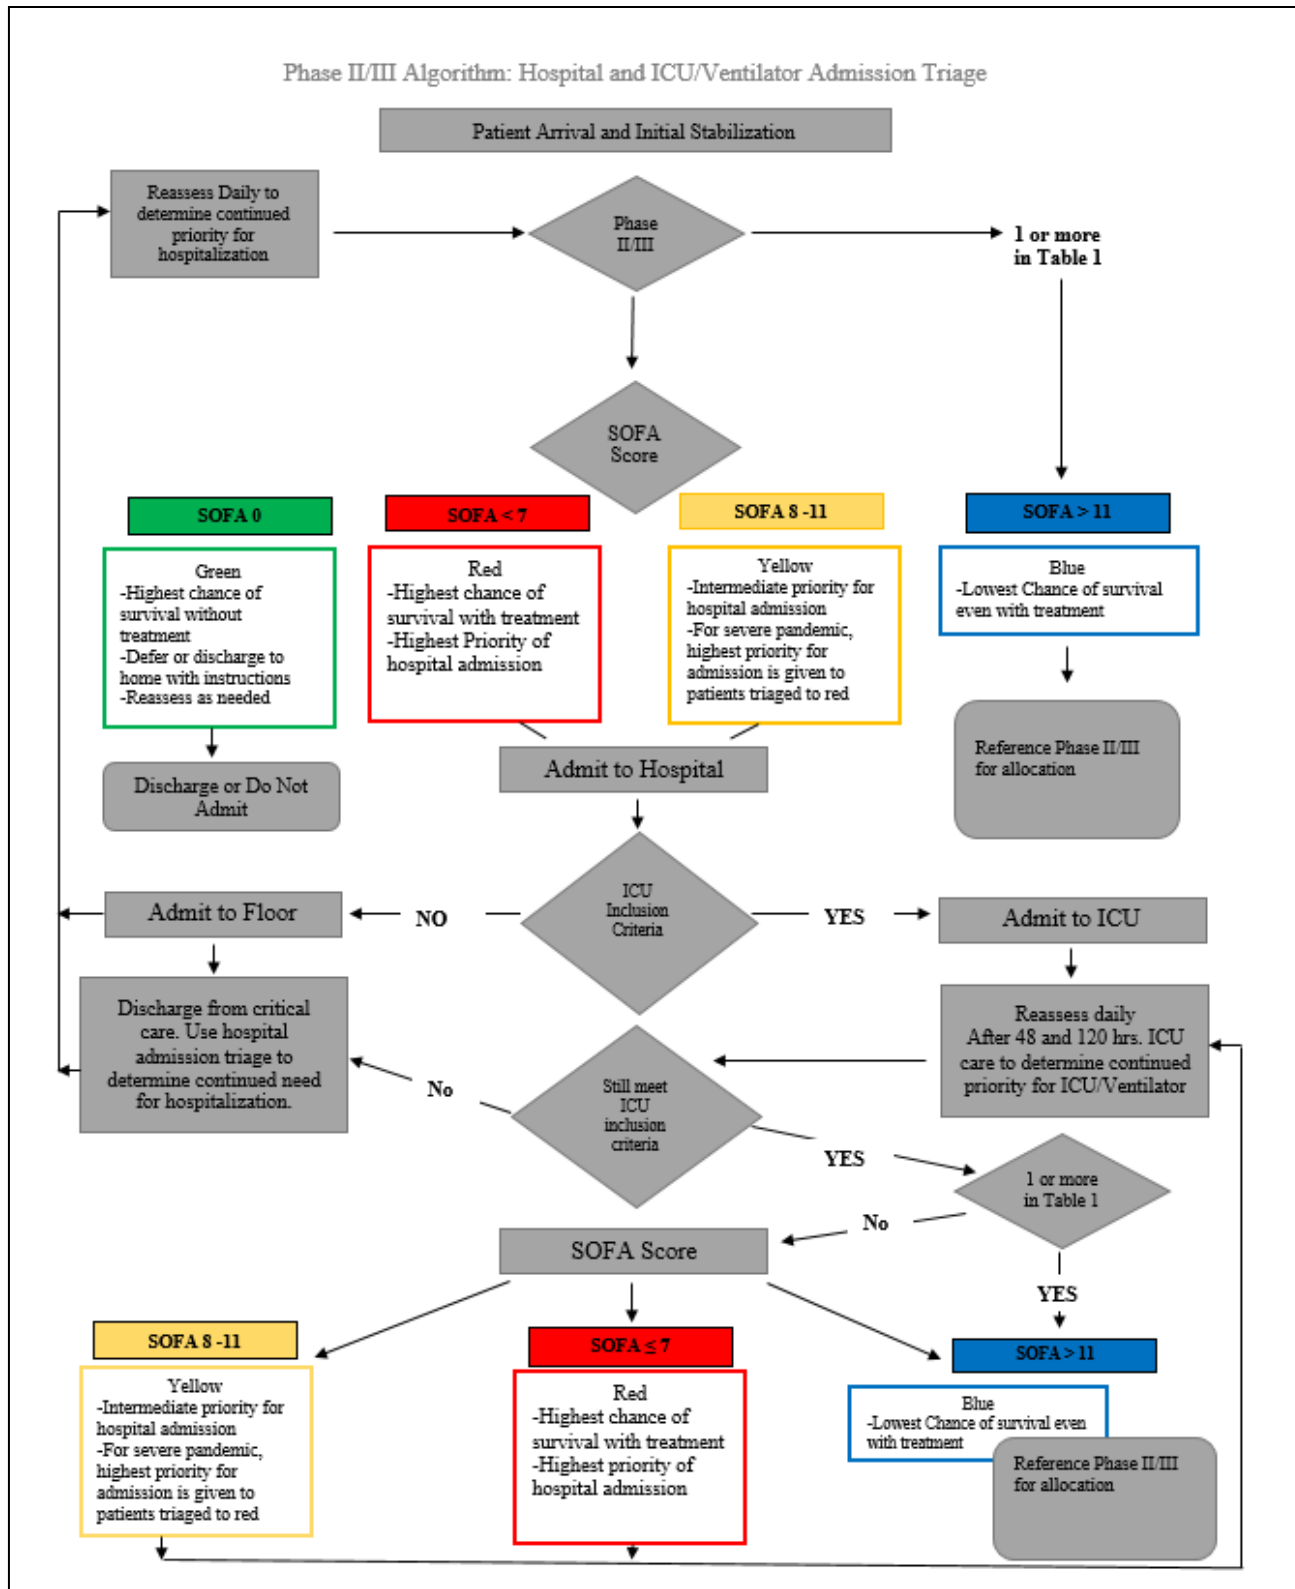 Phase II/III Algorithm: Hospital and ICU/Ventilator Admission Triage
Patient Arrival and Initial Stabilization
Reassess Daily to
determine continued
priority for
hospitalization
Phase
II/III
1 or more
in Table 1
SOFA
Score
SOFA 0
Green
-Highest chance of
survival without
treatment
-Defer or discharge to
home with instructions
-Reassess as needed
SOFA < 7
Red
-Highest chance of
survival with treatment
-Highest Priority of
hospital admission
SOFA 8 -11
Yellow
-Intermediate priority for
hospital admission
-For severe pandemic,
highest priority for
admission is given to
patients triaged to red
SOFA > 11
Blue
-Lowest Chance of survival
even with treatment
Discharge or Do Not
Admit
Admit to Hospital
Reference Phase II/III
for allocation
Admit to Floor
NO
ICU
Inclusion
Criteria
YES
Admit to ICU
Discharge from critical
care. Use hospital
admission triage to
determine continued need
for hospitalization.
No
Still meet
ICU
inclusion
criteria
Reassess daily
After 48 and 120 hrs. ICU
care to determine continued
priority for ICU/Ventilator
YES
1 or more
in Table 1
No
SOFA Score
YES
SOFA 8 -11
Yellow
-Intermediate priority for
hospital admission
-For severe pandemic,
highest priority for
admission is given to
patients triaged to red
SOFA ≤ 7
Red
-Highest chance of
survival with treatment
-Highest priority of
hospital admission
SOFA > 11
Blue
-Lowest Chance of survival even
with treatment
Reference Phase II/III
for allocation